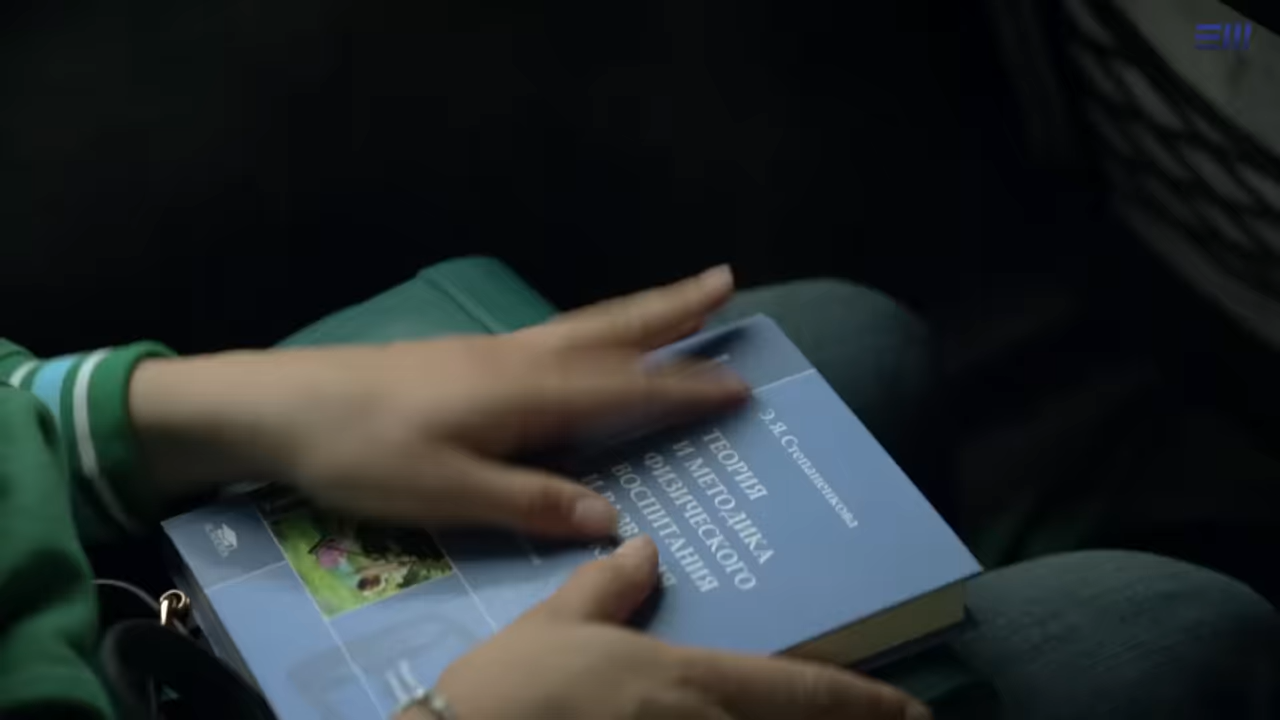 Э.Я.Степаненкова
ТЕОРИЯ
И МЕТОДИКА
ФИЗИЧЕСКОГО
ВОСПИТАНИЯ